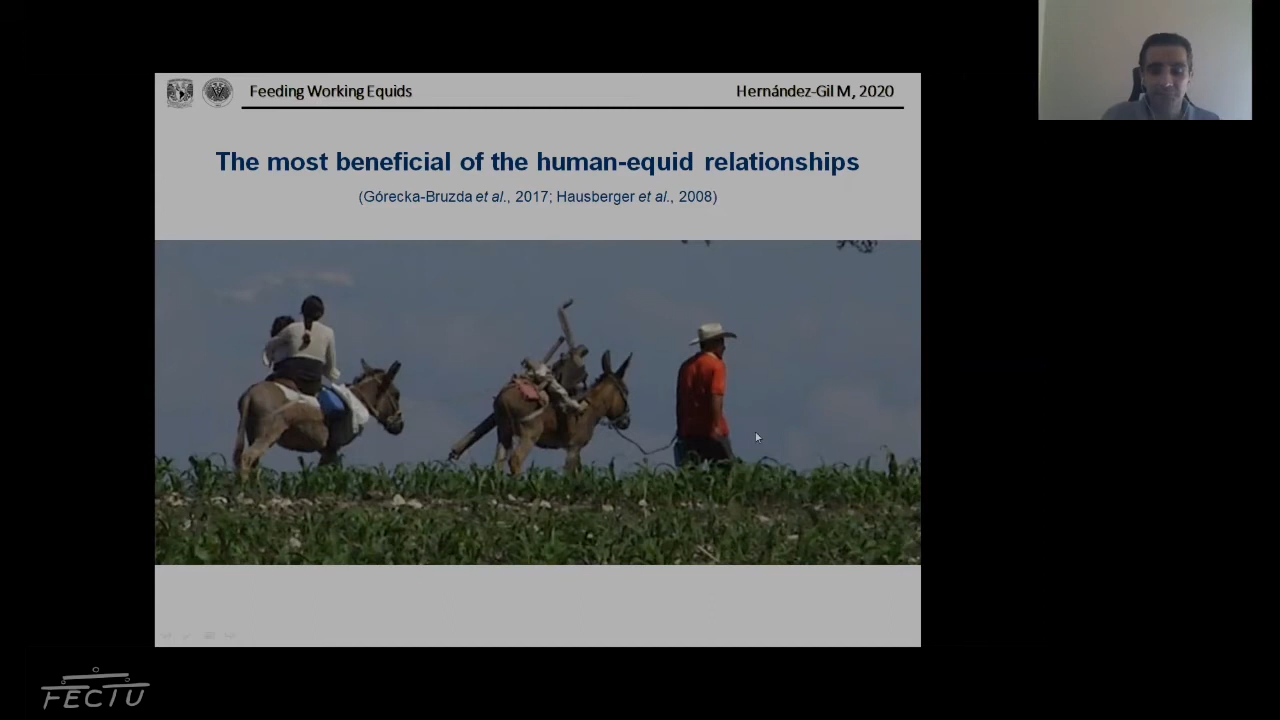 Feeding Working Equids
Hernández-Gil M, 2020
The most beneficial of the human-equid relationships
(Górecka-Bruzda et al., 2017; Hausberger et al., 2008)
FECTU